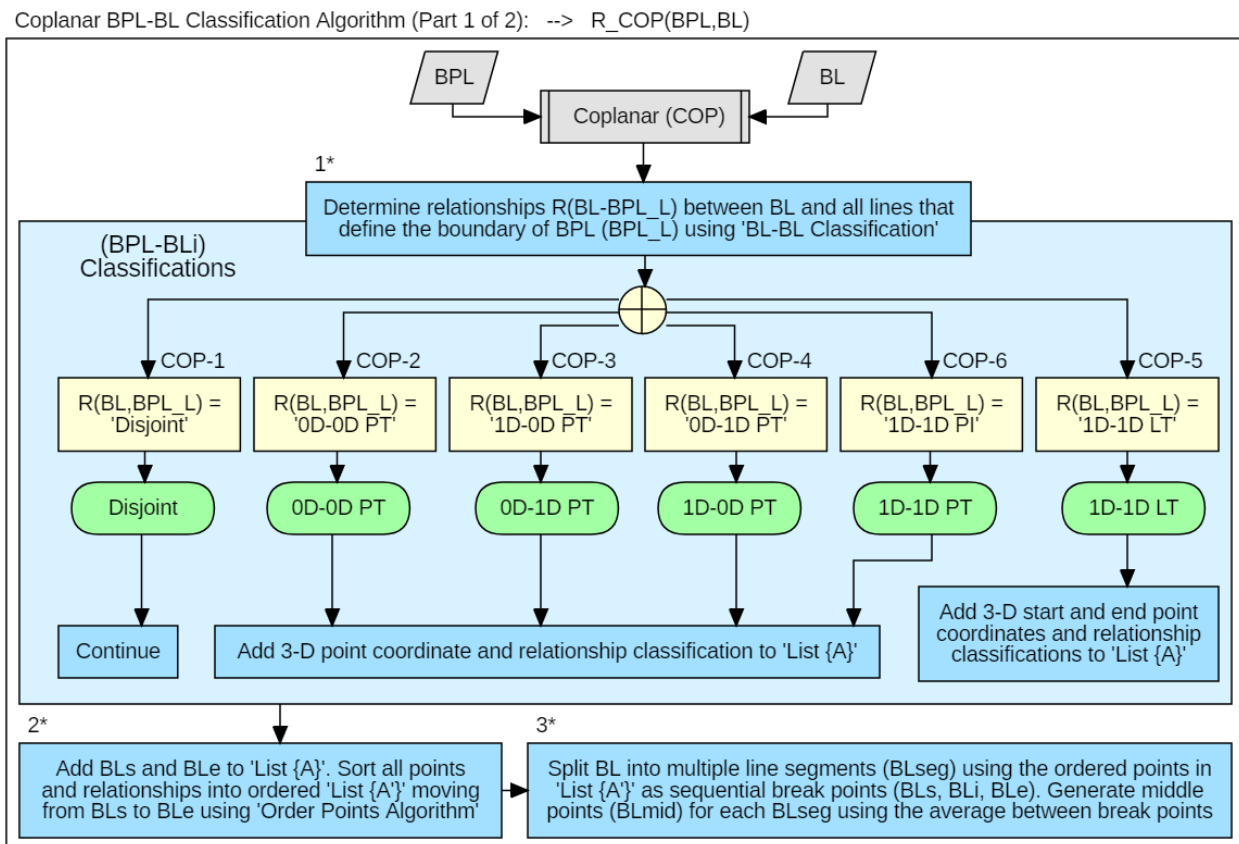 Coplanar BPL-BL Classification Algorithm (Part 1 of 2):   -->   R_COP(BPL,BL)
BPL
BL
Coplanar (COP)
1*
Determine relationships R(BL-BPL_L) between BL and all lines that
define the boundary of BPL (BPL_L) using 'BL-BL Classification'
(BPL-BLi)
Classifications
COP-1
COP-2
COP-3
COP-4
COP-6
COP-5
R(BL,BPL_L) =
'Disjoint'
R(BL,BPL_L) =
'0D-0D PT'
R(BL,BPL_L) =
'1D-0D PT'
R(BL,BPL_L) =
'0D-1D PT'
R(BL,BPL_L) =
'1D-1D PI'
R(BL,BPL_L) =
'1D-1D LT'
Disjoint
0D-0D PT
0D-1D PT
1D-0D PT
1D-1D PT
1D-1D LT
Continue
Add 3-D point coordinate and relationship classification to 'List {A}'
Add 3-D start and end point
coordinates and relationship
classifications to 'List {A}'
2*
Add BLs and BLe to 'List {A}'. Sort all points
and relationships into ordered 'List {A'}' moving
from BLs to BLe using 'Order Points Algorithm'
3*
Split BL into multiple line segments (BLseg) using the ordered points in
'List {A'}' as sequential break points (BLs, BLi, BLe). Generate middle
points (BLmid) for each BLseg using the average between break points